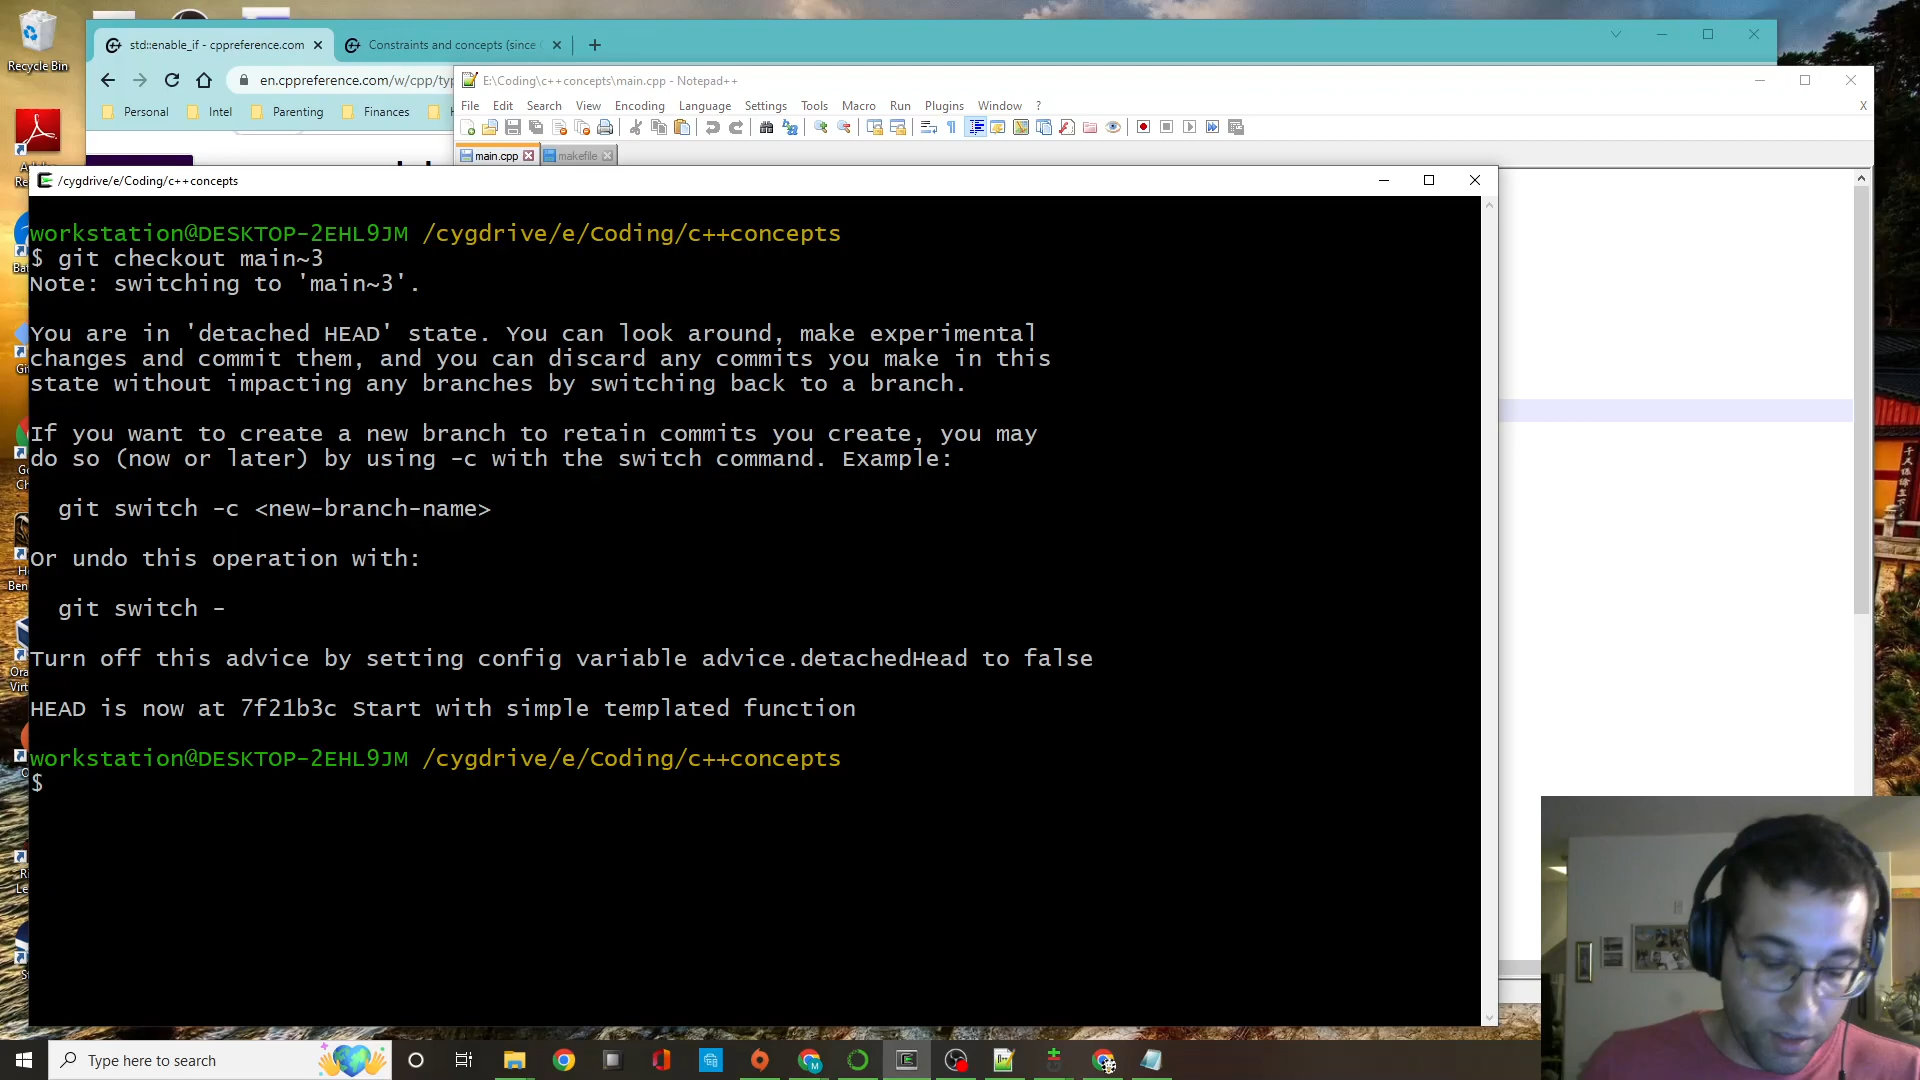 Recycle Bin
std::enable_if - cppreference.com
Constraints and concepts (since
en.cppreference.com/w/cpp/typ
Personal
Intel
Parenting
Finances
E:\Coding\c++concepts\main.cpp - Notepad++
File Edit Search View Encoding Language Settings Tools Macro Run Plugins Window ?
X
main.cpp
makefile
/cygdrive/e/Coding/c++concepts
workstation@DESKTOP-2EHL9JM /cygdrive/e/Coding/c++concepts
$ git checkout main~3
Note: switching to 'main~3'.
You are in 'detached HEAD' state. You can look around, make experimental
changes and commit them, and you can discard any commits you make in this
state without impacting any branches by switching back to a branch.
If you want to create a new branch to retain commits you create, you may
do so (now or later) by using -c with the switch command. Example:
git switch -c <new-branch-name>
Or undo this operation with:
git switch -
Turn off this advice by setting config variable advice.detachedHead to false
HEAD is now at 7f21b3c Start with simple templated function
workstation@DESKTOP-2EHL9JM /cygdrive/e/Coding/c++concepts
$
Type here to search